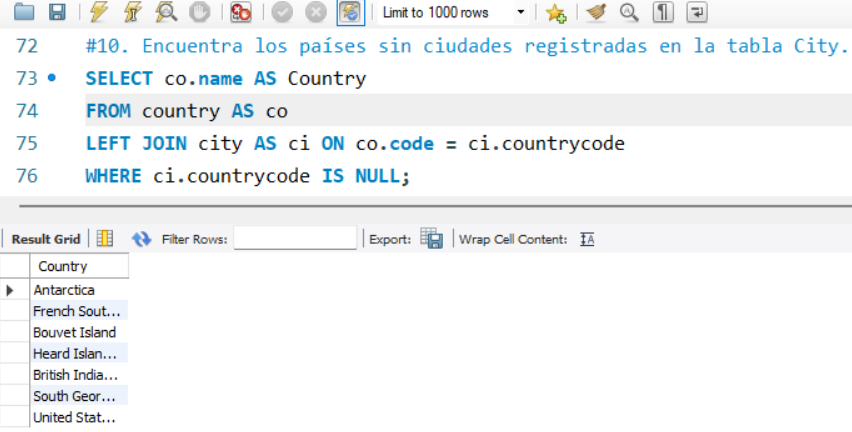 Limit to 1000 rows
72 #10. Encuentra los países sin ciudades registradas en la tabla City.
73 SELECT co.name AS Country
74 FROM country AS co
75 LEFT JOIN city AS ci ON co.code = ci.countrycode
76 WHERE ci.countrycode IS NULL;
Result Grid Filter Rows: Export: Wrap Cell Content: IA
Country
Antarctica
French Sout...
Bouvet Island
Heard Islan...
British India...
South Geor...
United Stat...